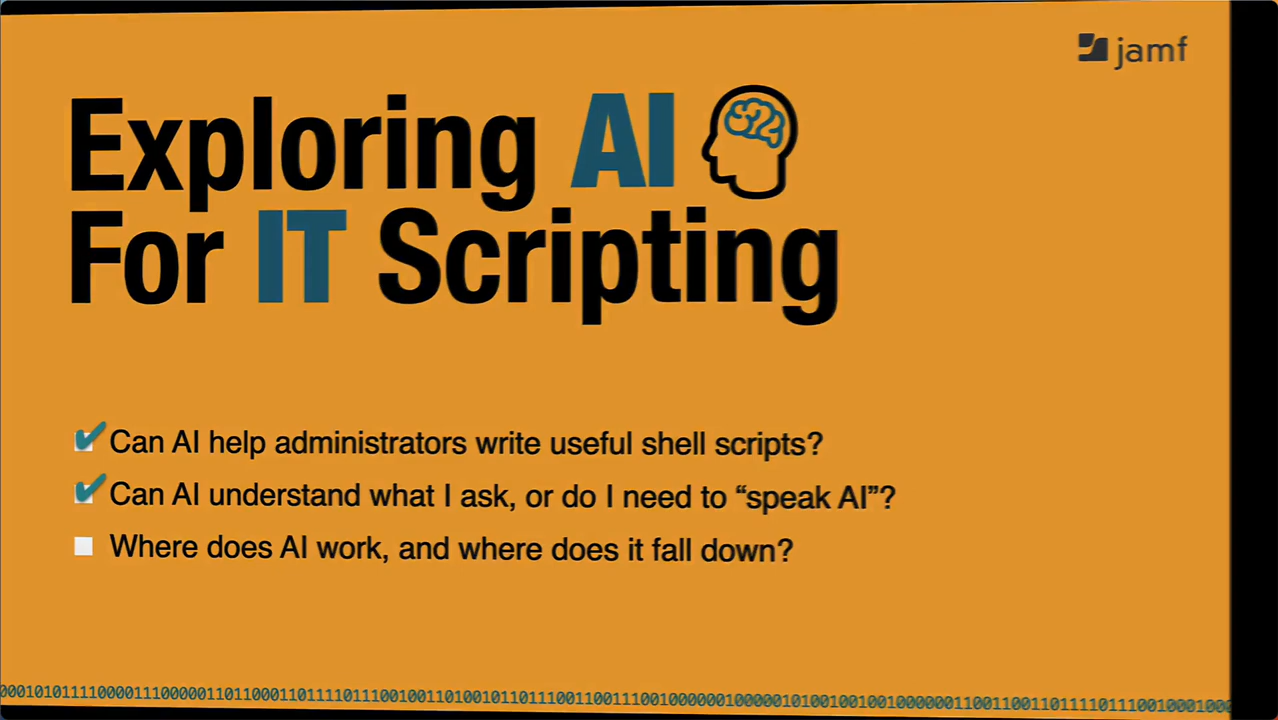 jamf
Exploring AI
For IT Scripting
Can AI help administrators write useful shell scripts?
Can AI understand what I ask, or do I need to “speak AI”?
Where does AI work, and where does it fall down?